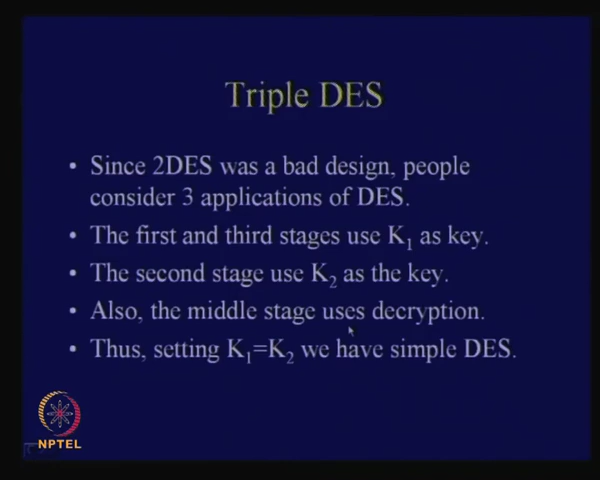 Triple DES
• Since 2DES was a bad design, people
consider 3 applications of DES.
• The first and third stages use K₁ as key.
• The second stage use K₂ as the key.
• Also, the middle stage uses decryption.
• Thus, setting K₁=K₂ we have simple DES.
NPTEL